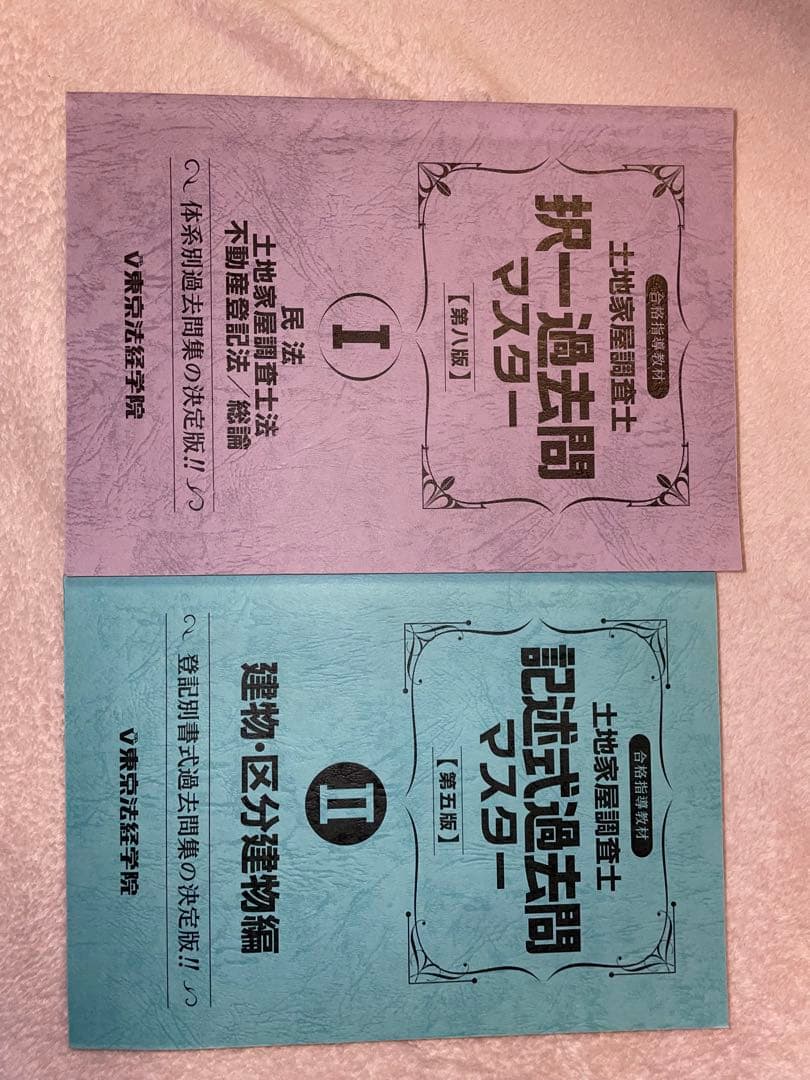 合格指導教材
土地家屋調査士
択一過去問
マスター
【第八版】
I
民法
土地家屋調査士法
不動産登記法／総論
体系別過去問集の決定版!!
東京法経学院
合格指導教材
土地家屋調査士
記述式過去問
マスター
【第五版】
II
建物・区分建物編
登記別書式過去問集の決定版!!
東京法経学院